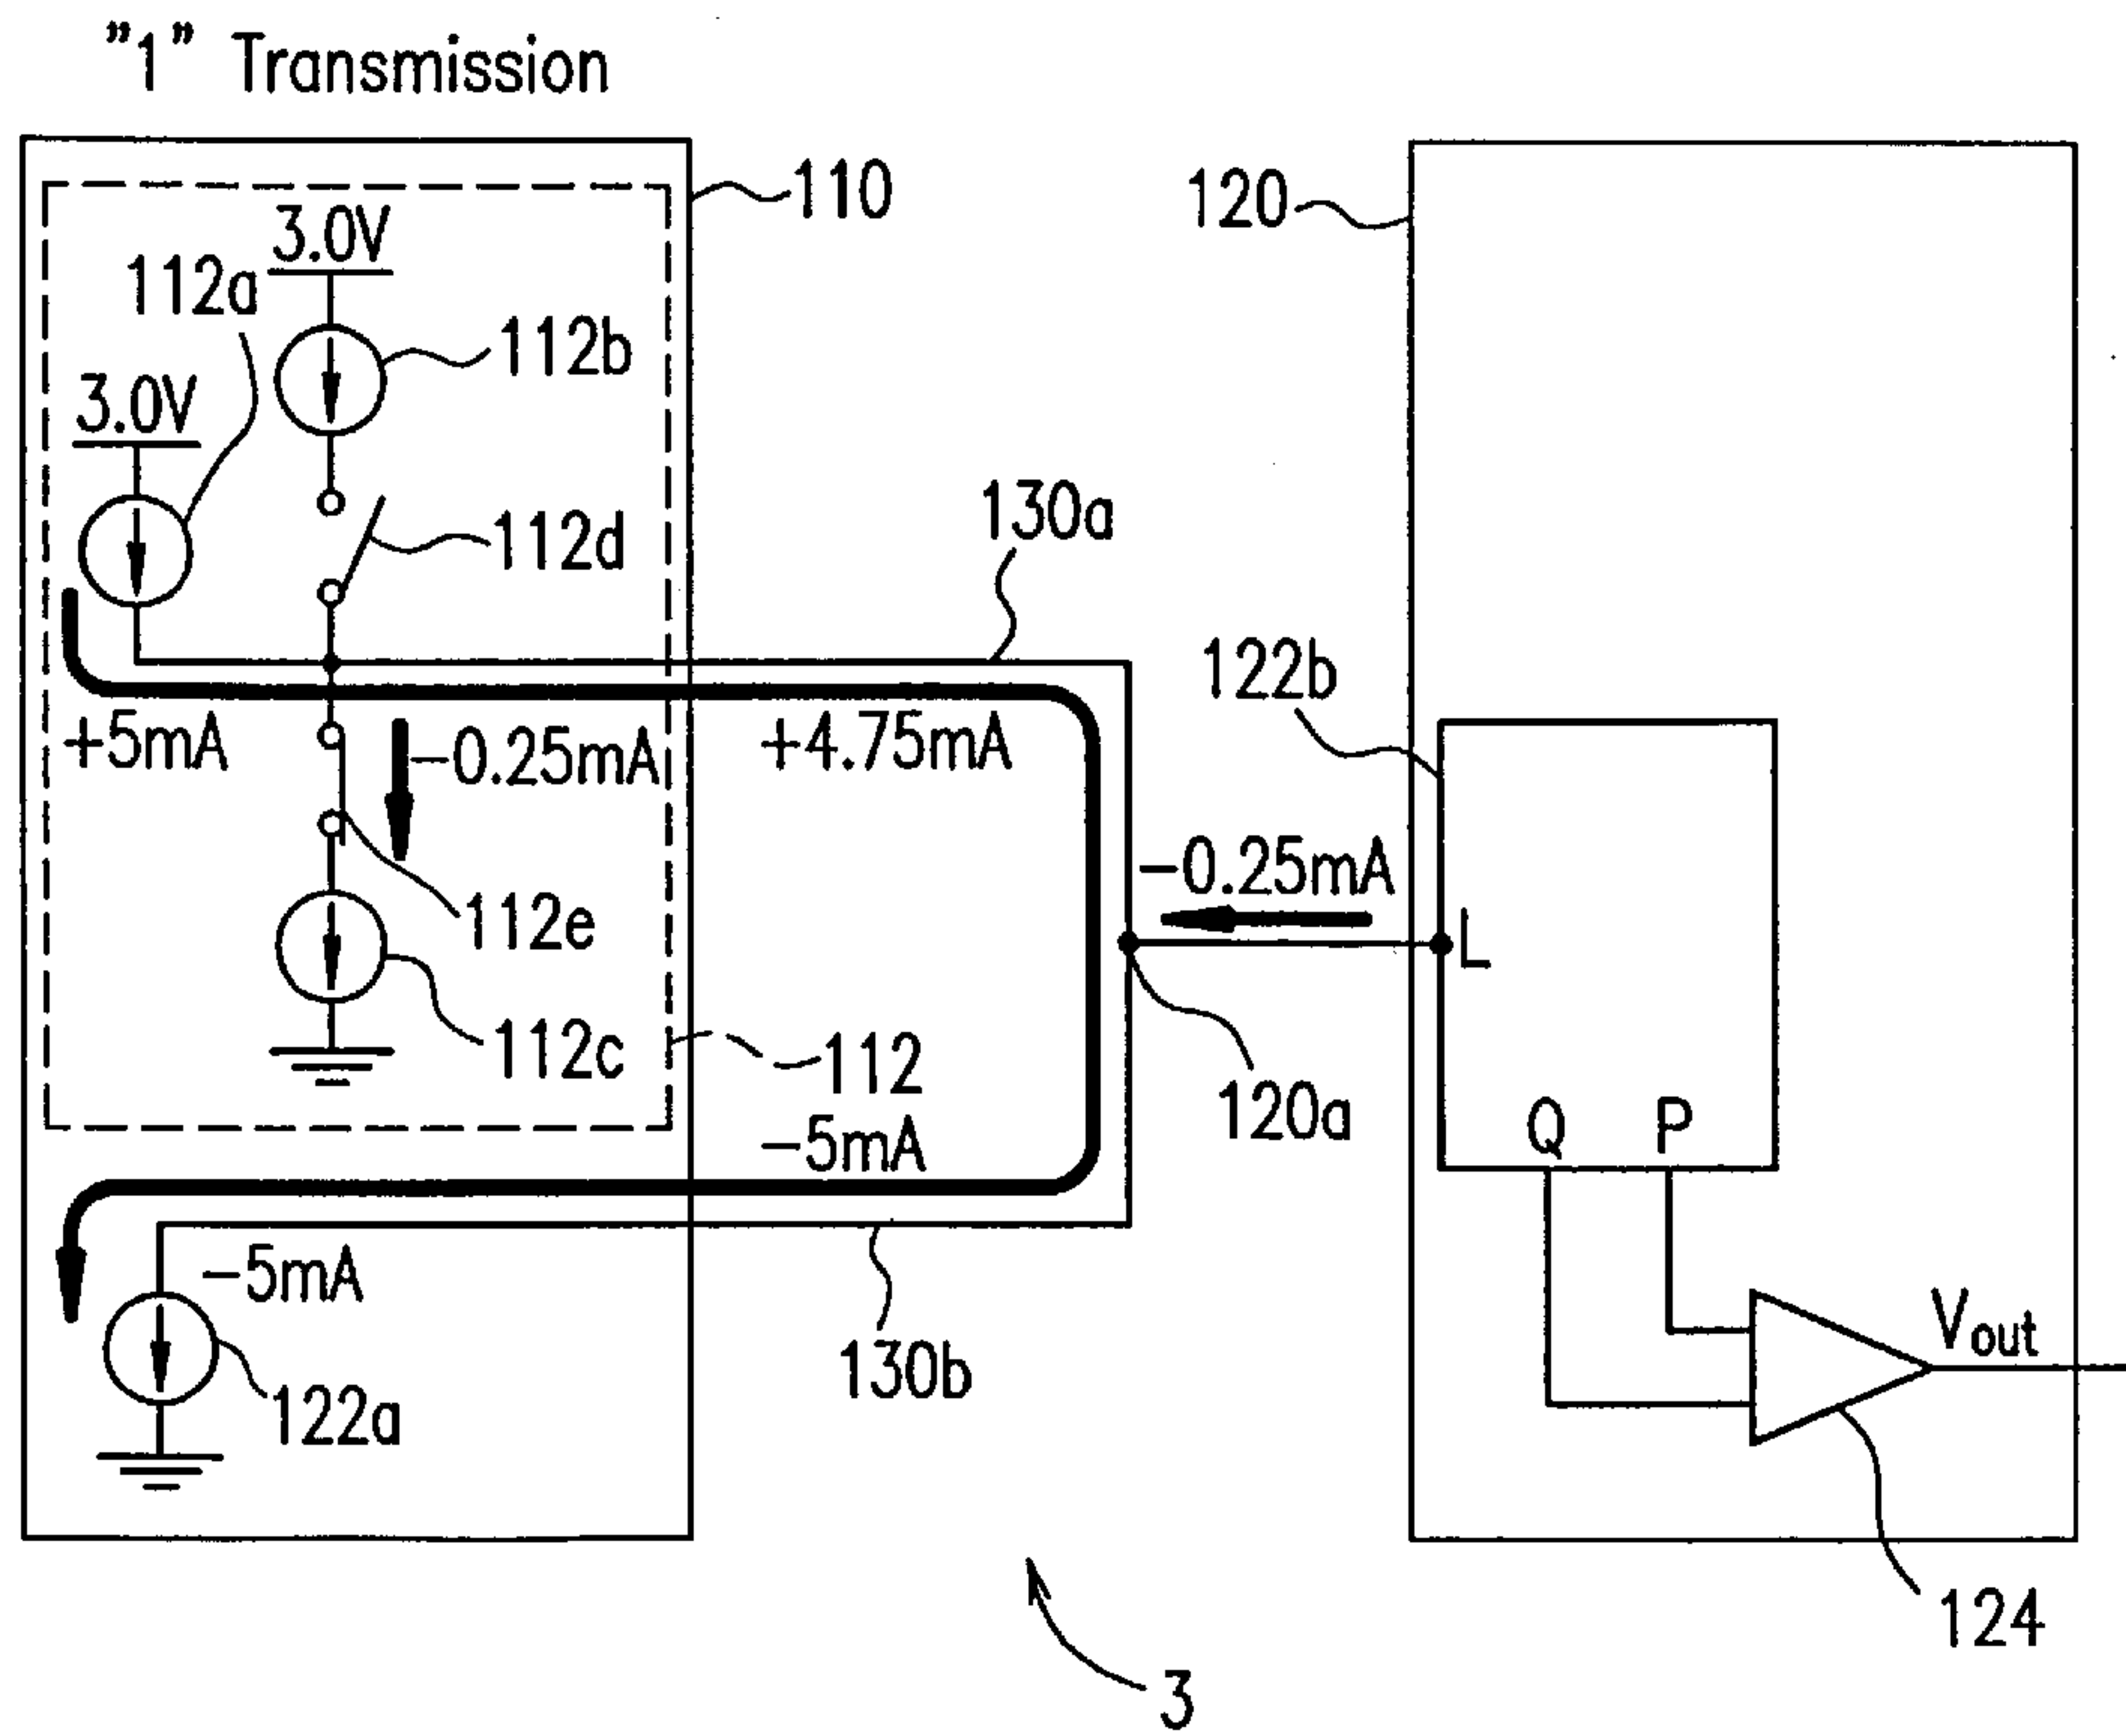 "1" Transmission
110
120
3.0V
112a
112b
3.0V
130a
112d
122b
+5mA
-0.25mA
+4.75mA
-0.25mA
112e
L
112c
112
120a
-5mA
Q
P
-5mA
Vout
130b
122a
124
3